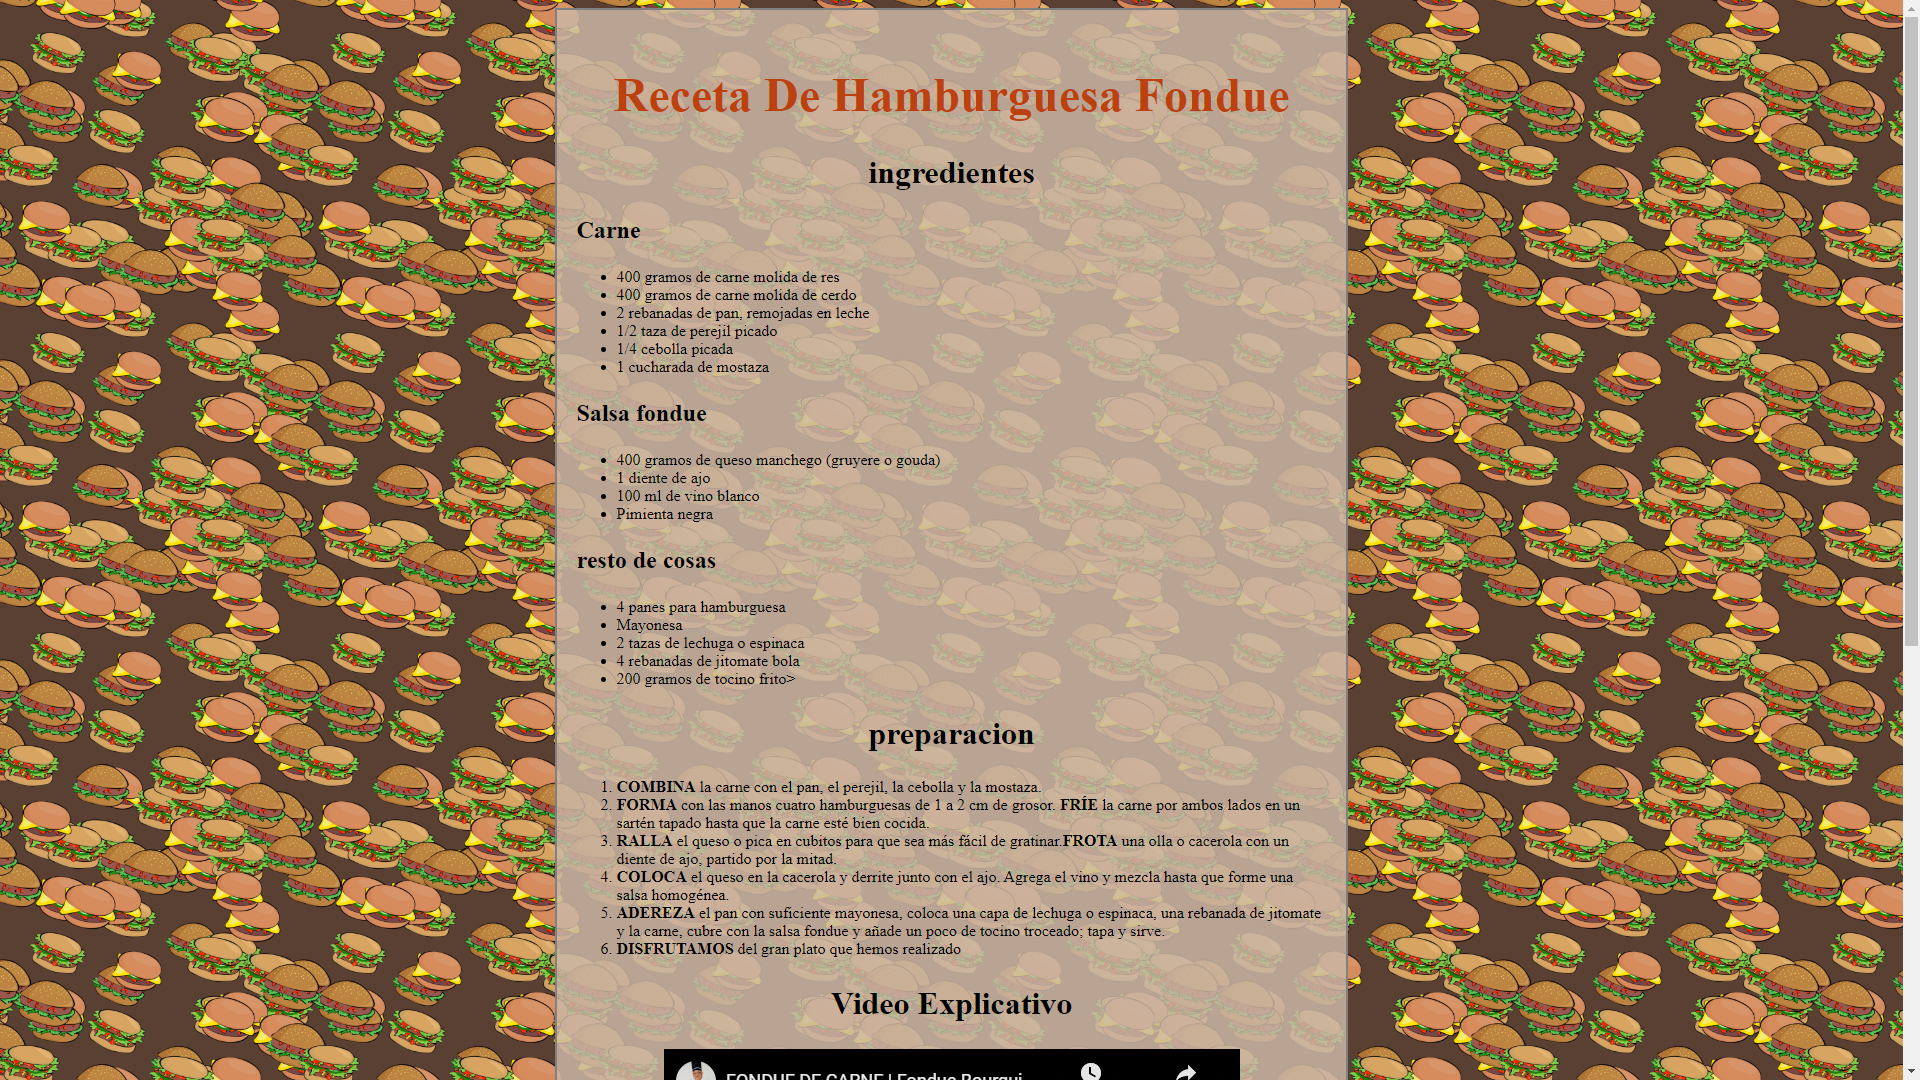 Receta De Hamburguesa Fondue
ingredientes
Carne
400 gramos de carne molida de res
400 gramos de carne molida de cerdo
2 rebanadas de pan, remojadas en leche
1/2 taza de perejil picado
1/4 cebolla picada
1 cucharada de mostaza
Salsa fondue
400 gramos de queso manchego (gruyere o gouda)
1 diente de ajo
100 ml de vino blanco
Pimienta negra
resto de cosas
4 panes para hamburguesa
Mayonesa
2 tazas de lechuga o espinaca
4 rebanadas de jitomate bola
200 gramos de tocino frito>
preparacion
1. COMBINA la carne con el pan, el perejil, la cebolla y la mostaza.
2. FORMA con las manos cuatro hamburguesas de 1 a 2 cm de grosor. FRÍE la carne por ambos lados en un
sartén tapado hasta que la carne esté bien cocida.
3. RALLA el queso o pica en cubitos para que sea más fácil de gratinar.FROTA una olla o cacerola con un
diente de ajo, partido por la mitad.
4. COLOCA el queso en la cacerola y derrite junto con el ajo. Agrega el vino y mezcla hasta que forme una
salsa homogénea.
5. ADEREZA el pan con suficiente mayonesa, coloca una capa de lechuga o espinaca, una rebanada de jitomate
y la carne, cubre con la salsa fondue y añade un poco de tocino troceado; tapa y sirve.
6. DISFRUTAMOS del gran plato que hemos realizado
Video Explicativo
FONDUE DE CARNE | Fondue Bourgui